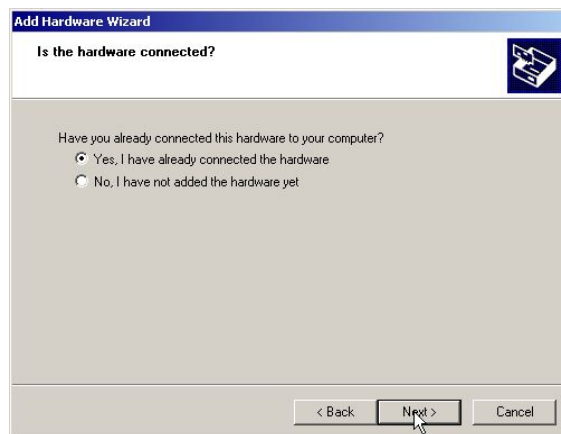 Add Hardware Wizard
Is the hardware connected?
Have you already connected this hardware to your computer?
Yes, I have already connected the hardware
No, I have not added the hardware yet
< Back Next > Cancel